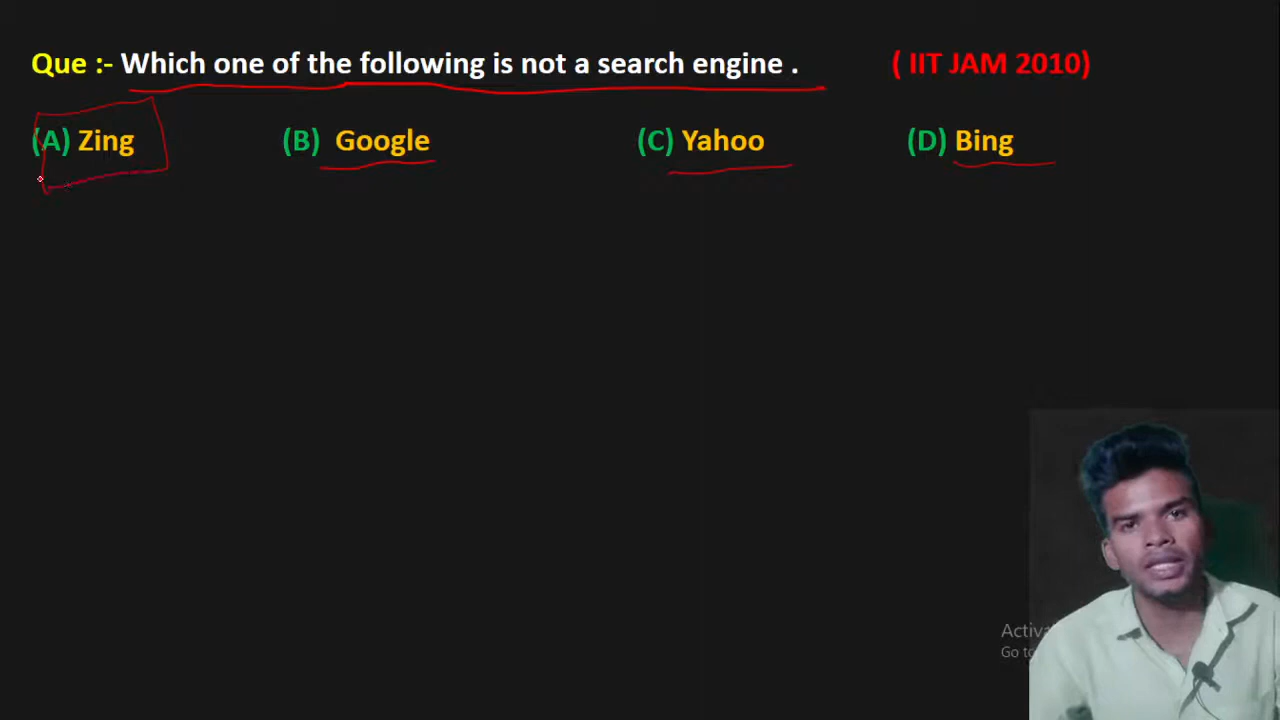 Que :- Which one of the following is not a search engine . ( IIT JAM 2010)
(A) Zing (B) Google (C) Yahoo (D) Bing
Go to